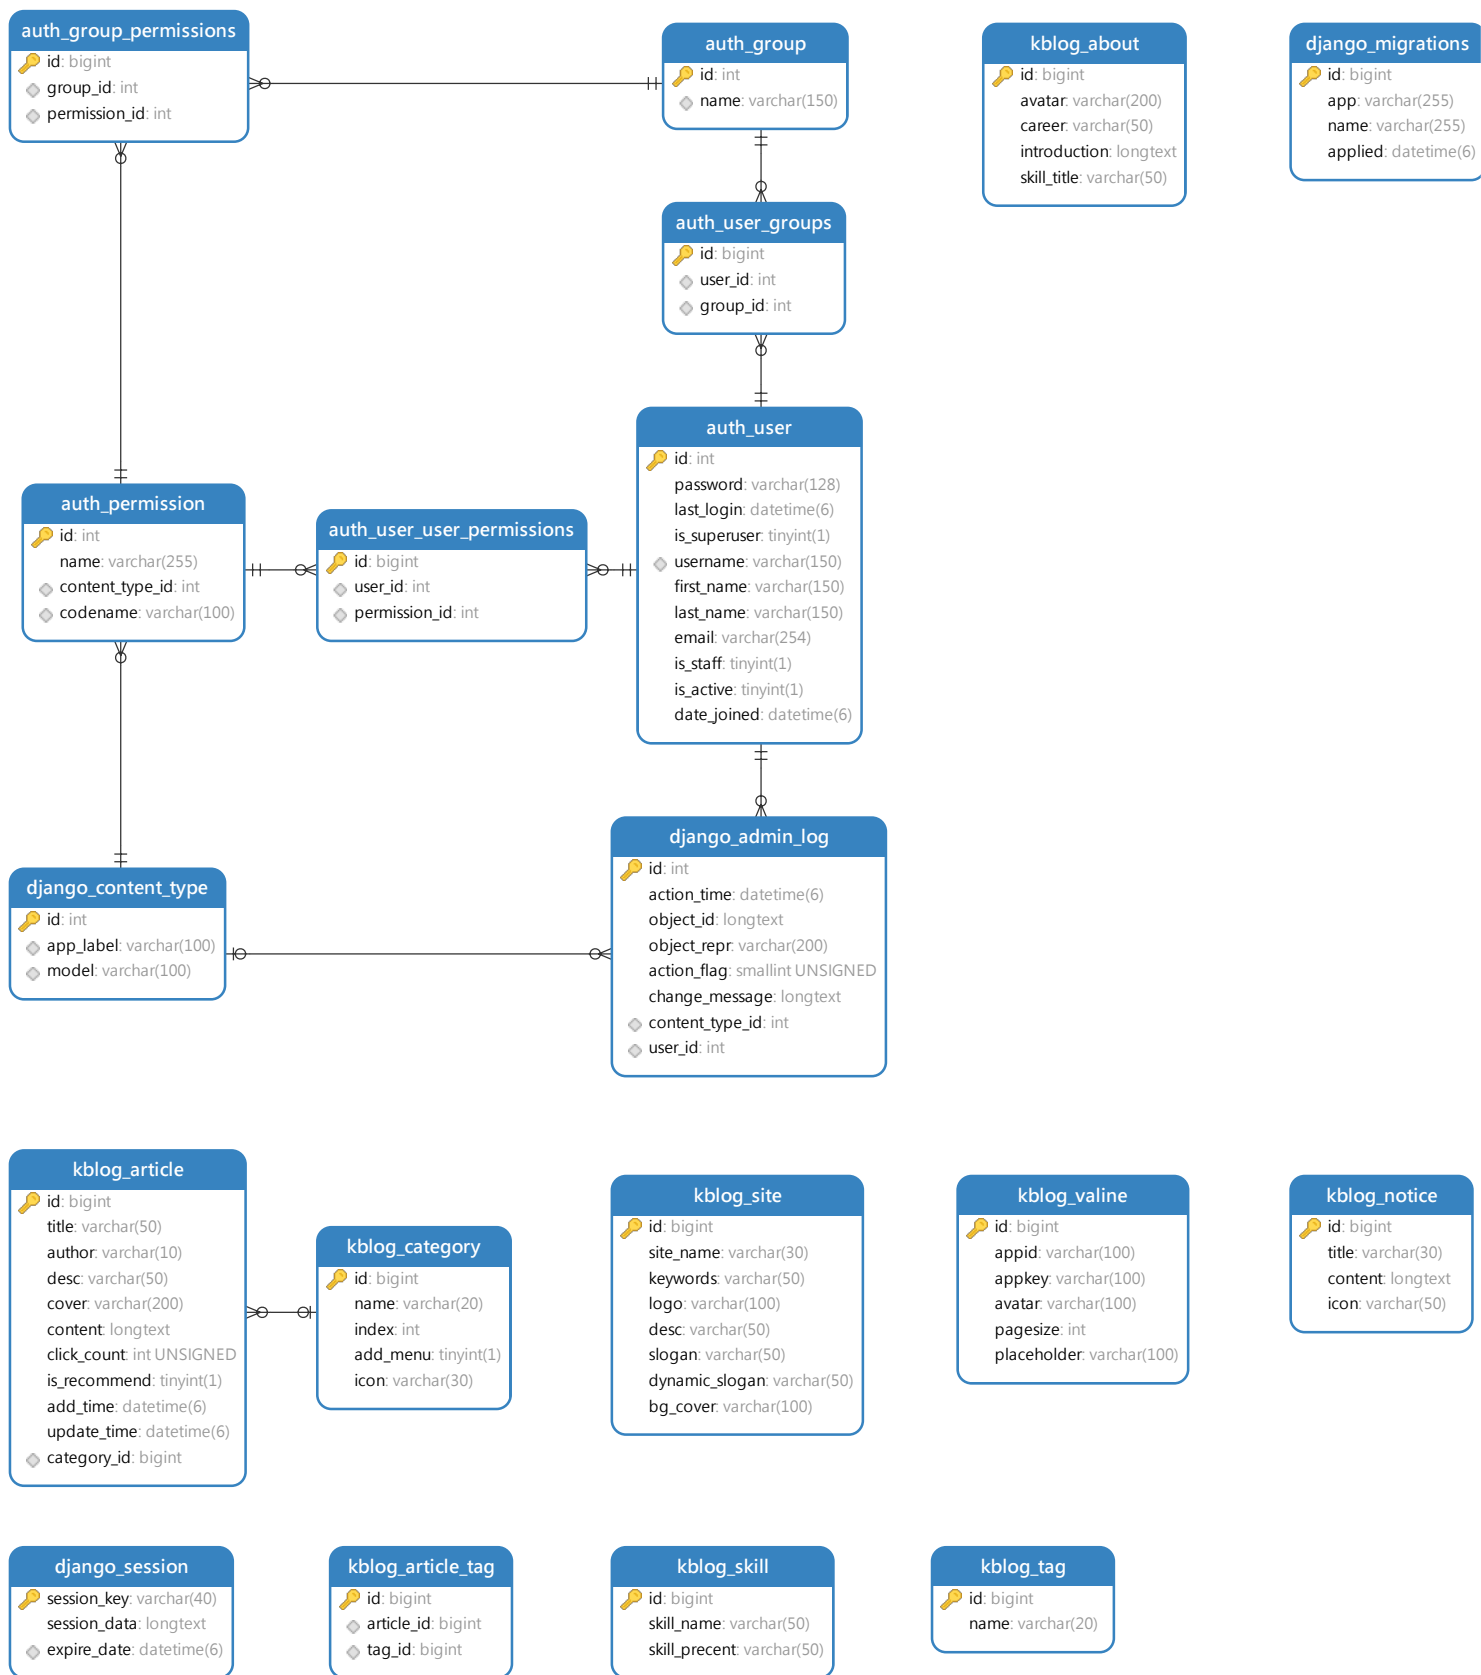 auth_group_permissions
id: bigint
group_id: int
permission_id: int
auth_group
id: int
name: varchar(150)
kblog_about
id: bigint
avatar: varchar(200)
career: varchar(50)
introduction: longtext
skill_title: varchar(50)
django_migrations
id: bigint
app: varchar(255)
name: varchar(255)
applied: datetime(6)
auth_user_groups
id: bigint
user_id: int
group_id: int
auth_user
id: int
password: varchar(128)
last_login: datetime(6)
is_superuser: tinyint(1)
username: varchar(150)
first_name: varchar(150)
last_name: varchar(150)
email: varchar(254)
is_staff: tinyint(1)
is_active: tinyint(1)
date_joined: datetime(6)
auth_permission
id: int
name: varchar(255)
content_type_id: int
codename: varchar(100)
auth_user_user_permissions
id: bigint
user_id: int
permission_id: int
django_content_type
id: int
app_label: varchar(100)
model: varchar(100)
django_admin_log
id: int
action_time: datetime(6)
object_id: longtext
object_repr: varchar(200)
action_flag: smallint UNSIGNED
change_message: longtext
content_type_id: int
user_id: int
kblog_article
id: bigint
title: varchar(50)
author: varchar(10)
desc: varchar(50)
cover: varchar(200)
content: longtext
click_count: int UNSIGNED
is_recommend: tinyint(1)
add_time: datetime(6)
update_time: datetime(6)
category_id: bigint
kblog_category
id: bigint
name: varchar(20)
index: int
add_menu: tinyint(1)
icon: varchar(30)
kblog_site
id: bigint
site_name: varchar(30)
keywords: varchar(50)
logo: varchar(100)
desc: varchar(50)
slogan: varchar(50)
dynamic_slogan: varchar(50)
bg_cover: varchar(100)
kblog_valine
id: bigint
appid: varchar(100)
appkey: varchar(100)
avatar: varchar(100)
pagesize: int
placeholder: varchar(100)
kblog_notice
id: bigint
title: varchar(30)
content: longtext
icon: varchar(50)
django_session
session_key: varchar(40)
session_data: longtext
expire_date: datetime(6)
kblog_article_tag
id: bigint
article_id: bigint
tag_id: bigint
kblog_skill
id: bigint
skill_name: varchar(50)
skill_precent: varchar(50)
kblog_tag
id: bigint
name: varchar(20)